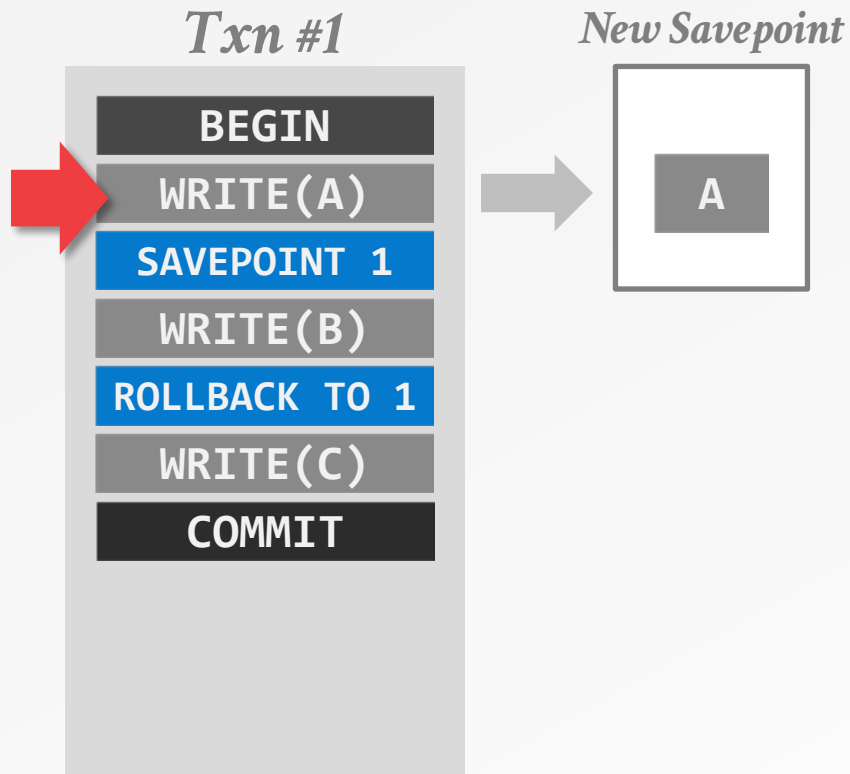 Txn #1
New Savepoint
BEGIN
WRITE(A)
A
SAVEPOINT 1
WRITE(B)
ROLLBACK TO 1
WRITE(C)
COMMIT